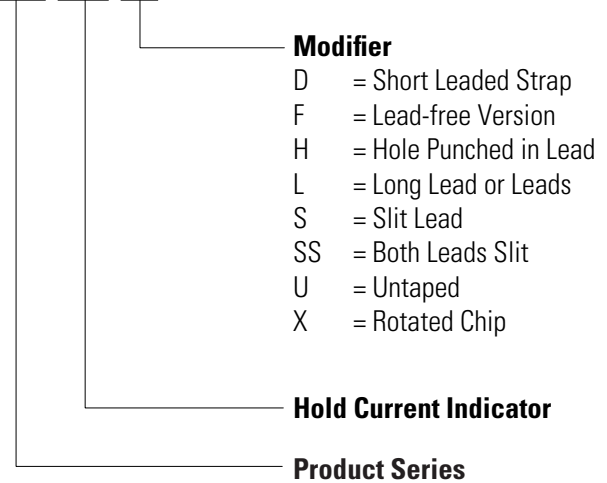 Modifier
D = Short Leaded Strap
F = Lead-free Version
H = Hole Punched in Lead
L = Long Lead or Leads
S = Slit Lead
SS = Both Leads Slit
U = Untaped
X = Rotated Chip
Hold Current Indicator
Product Series